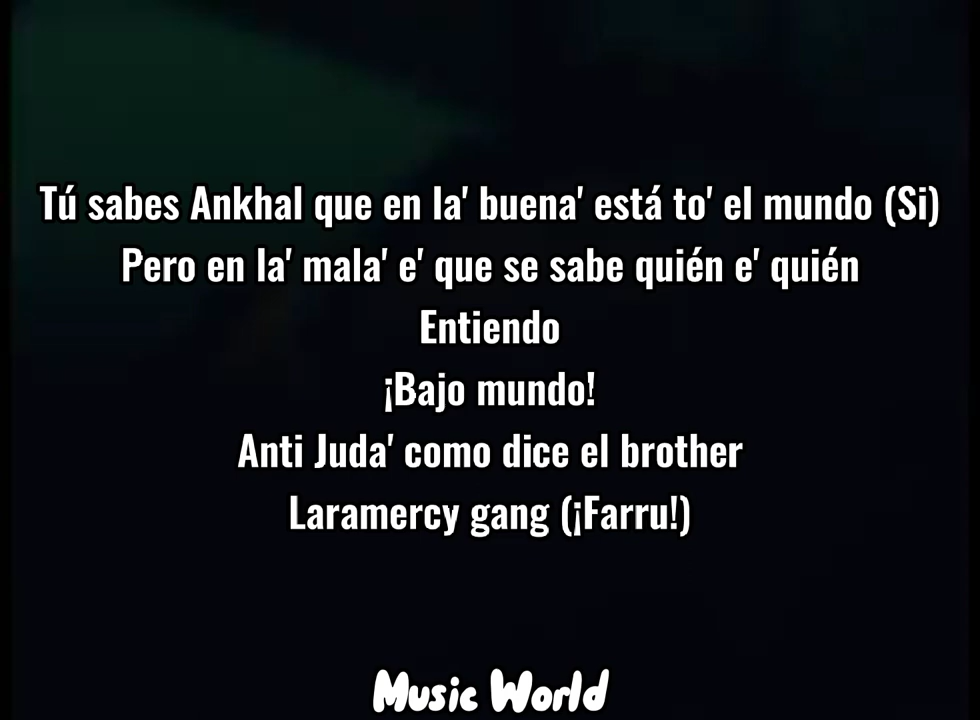 Tú sabes Ankhal que en la' buena' está to' el mundo (Si)
Pero en la' mala' e' que se sabe quién e' quién
Entiendo
¡Bajo mundo!
Anti Juda' como dice el brother
Laramercy gang (¡Farru!)
Music World